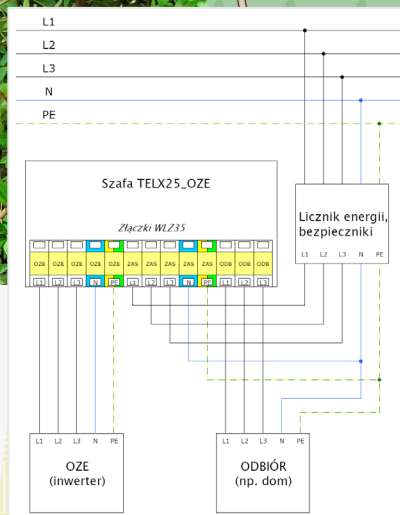 L1
L2
L3
N
PE
Szafa TELX25_OZE
Złączki WLZ35
OZE OZE OZE OZE OZE ZAS ZAS ZAS ZAS ZAS ODB ODB ODB
L1 L2 L3 N PE L1 L2 L3 N PE L1 L2 L3
Licznik energii,
bezpieczniki
L1 L2 L3 N PE
L1 L2 L3 N PE
OZE
(inwerter)
L1 L2 L3 N PE
ODBIÓR
(np. dom)